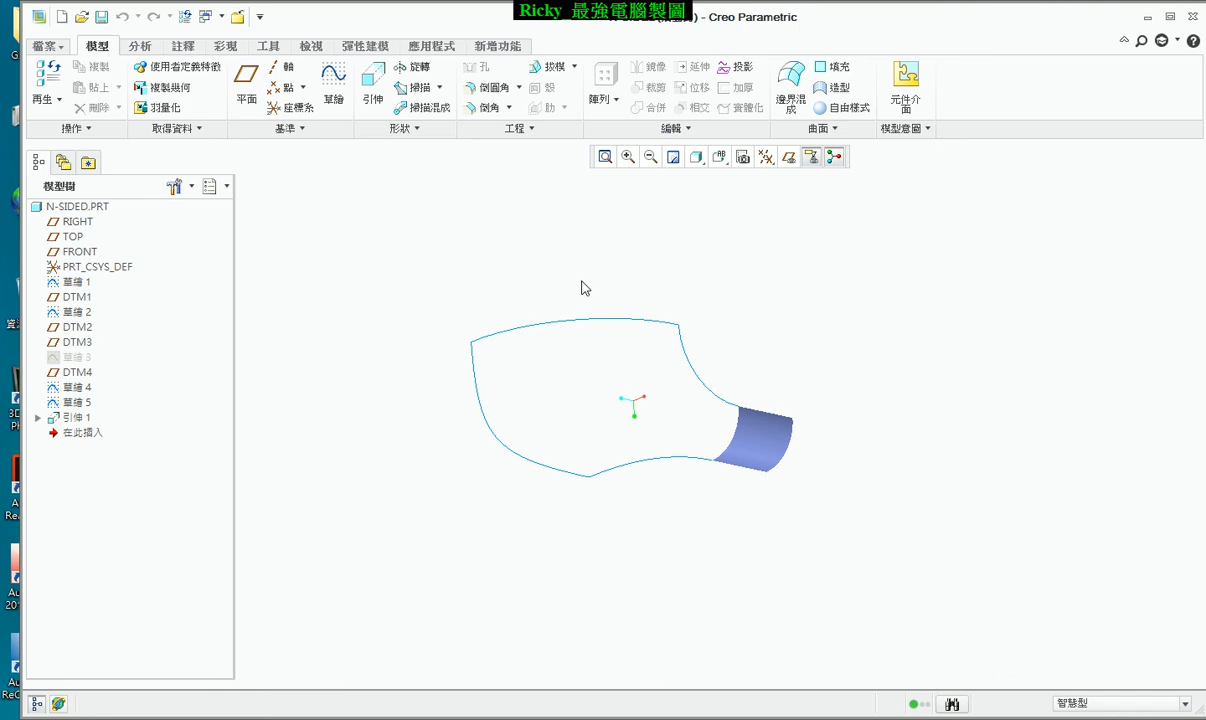 Ricky 最強電腦製圖
- Creo Parametric
檔案 模型 分析 註釋 彩現 工具 檢視 彈性建模 應用程式 新增功能
複製 使用者定義特徵 軸 旋轉 孔 拔模 鏡像 延伸 投影 填充
貼上 複製幾何 點 掃描 倒圓角 殼 裁剪 位移 加厚 造型
再生 刪除 羽量化 平面 座標系 草繪 引伸 掃描混成 倒角 肋 陣列 合併 相交 實體化 邊界混成 自由樣式 元件介面
操作 取得資料 基準 形狀 工程 編輯 曲面 模型意圖
模型樹
N-SIDED.PRT
RIGHT
TOP
FRONT
PRT_CSYS_DEF
草繪 1
DTM1
草繪 2
DTM2
DTM3
草繪 3
DTM4
草繪 4
草繪 5
引伸 1
在此插入
智慧型